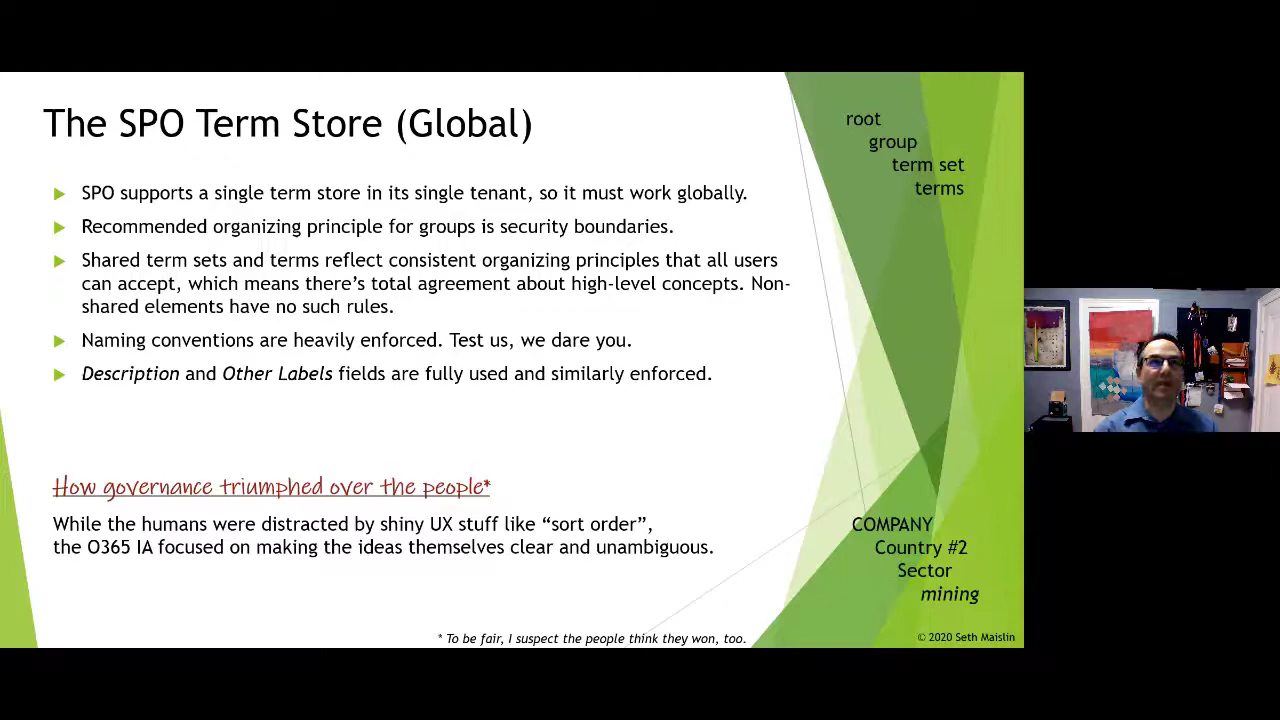 The SPO Term Store (Global)
SPO supports a single term store in its single tenant, so it must work globally.
Recommended organizing principle for groups is security boundaries.
Shared term sets and terms reflect consistent organizing principles that all users
can accept, which means there’s total agreement about high-level concepts. Non-
shared elements have no such rules.
Naming conventions are heavily enforced. Test us, we dare you.
Description and Other Labels fields are fully used and similarly enforced.
How governance triumphed over the people*
While the humans were distracted by shiny UX stuff like “sort order”,
the O365 IA focused on making the ideas themselves clear and unambiguous.
* To be fair, I suspect the people think they won, too.
root
group
term set
terms
COMPANY
Country #2
Sector
mining
© 2020 Seth Maislin